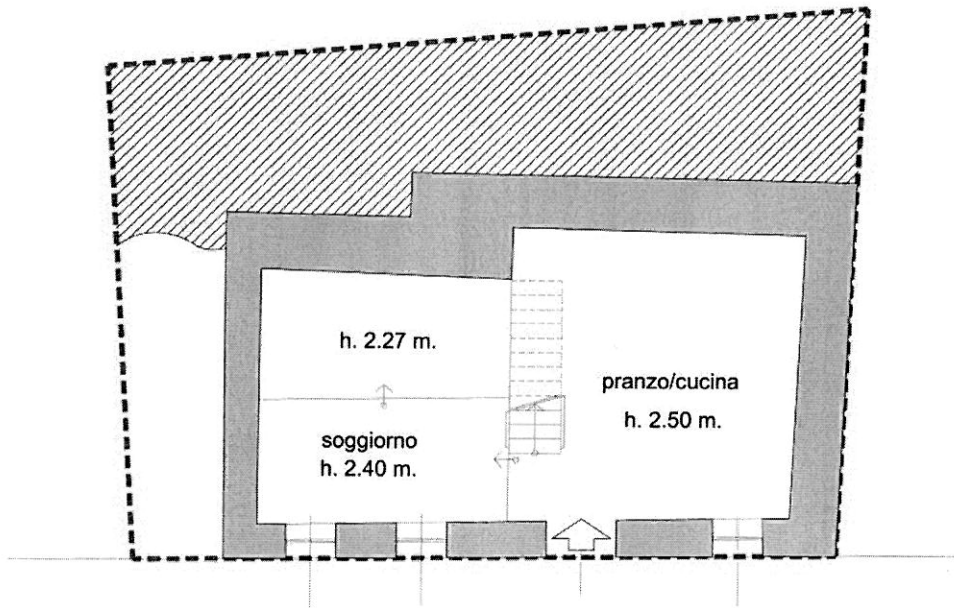 h. 2.27 m.
pranzo/cucina
h. 2.50 m.
soggiorno
h. 2.40 m.